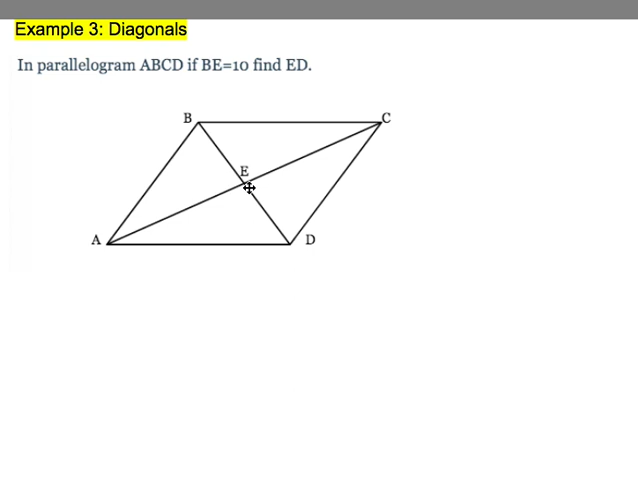 Example 3: Diagonals
In parallelogram ABCD if BE=10 find ED.
B
C
E
A
D